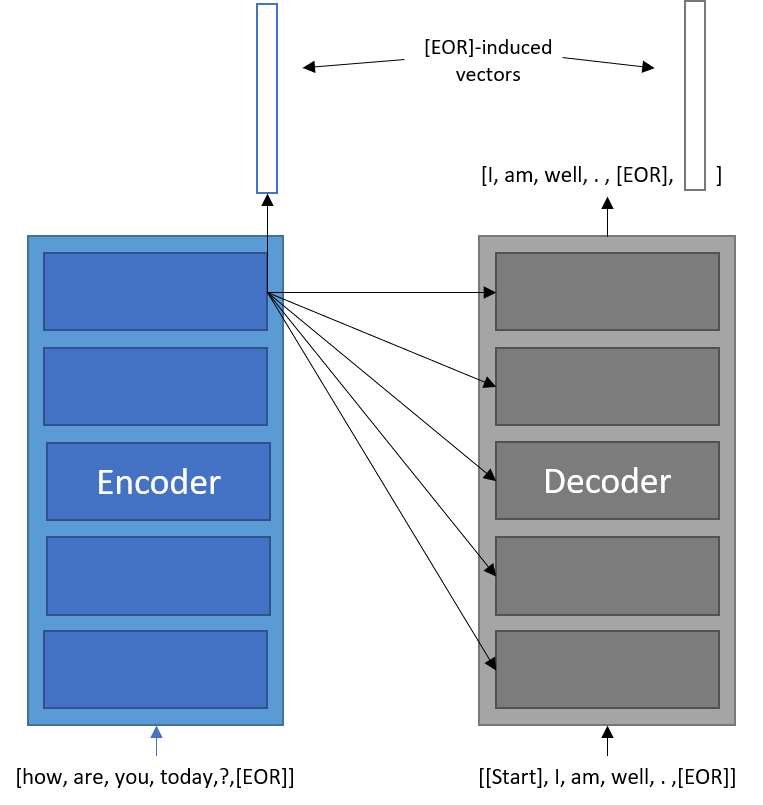 [EOR]-induced
vectors
[I, am, well, . , [EOR], ]
Encoder
Decoder
[how, are, you, today,?,[EOR]]
[[Start], I, am, well, . ,[EOR]]